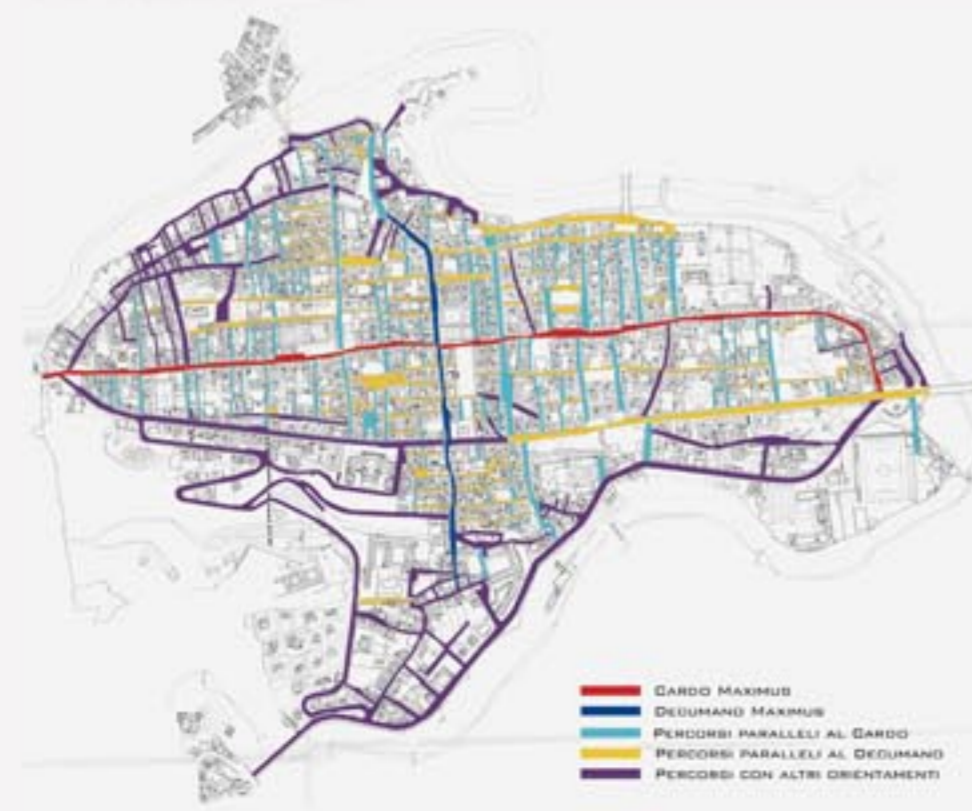 CARDO MAXIMUS
DECUMANO MAXIMUS
PERCORSI PARALLELI AL CARDO
PERCORSI PARALLELI AL DECUMANO
PERCORSI CON ALTRI ORIENTAMENTI